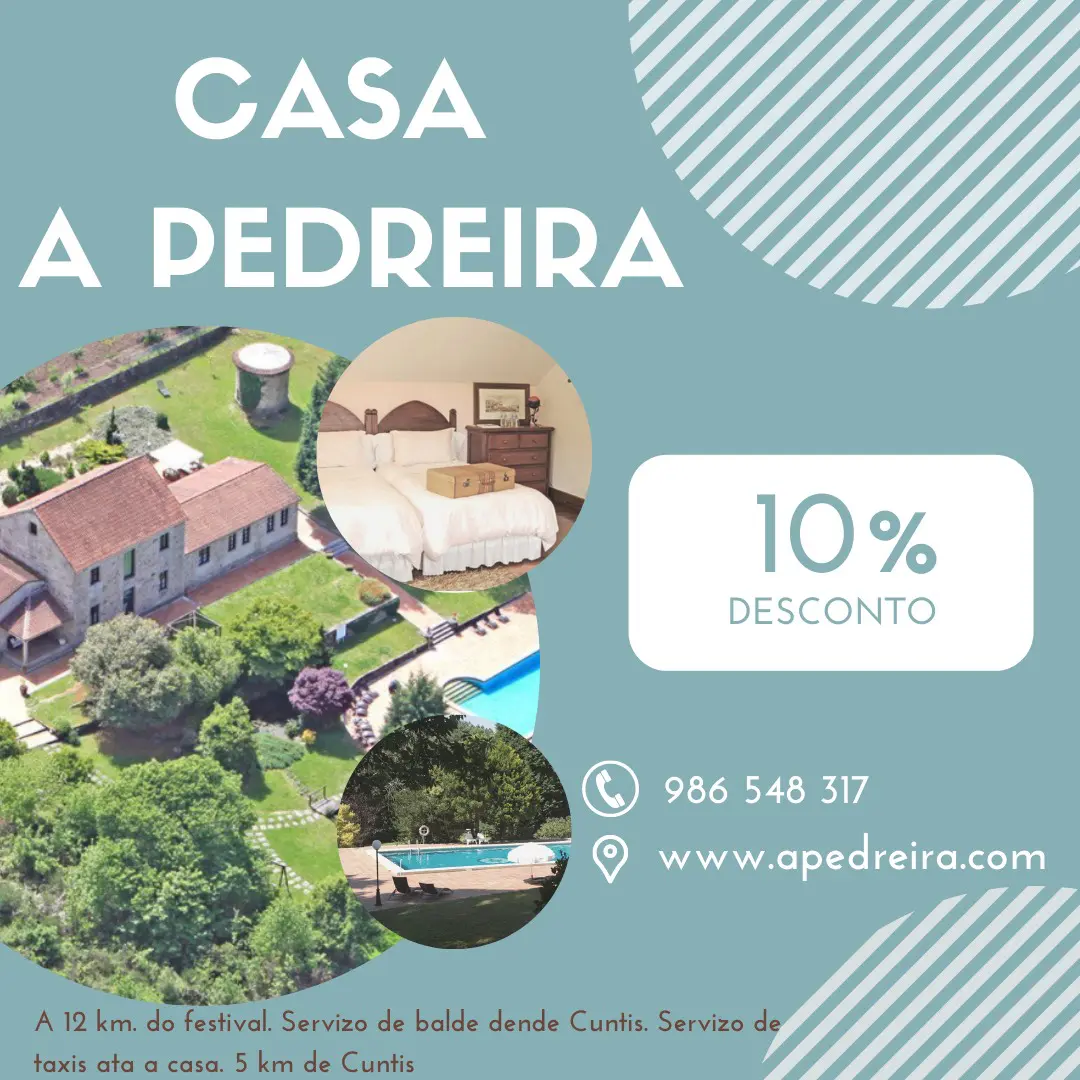 CASA
A PEDREIRA
10%
DESCONTO
986 548 317
www.apedreira.com
A 12 km. do festival. Servizo de balde dende Cuntis. Servizo de
taxis ata a casa. 5 km de Cuntis